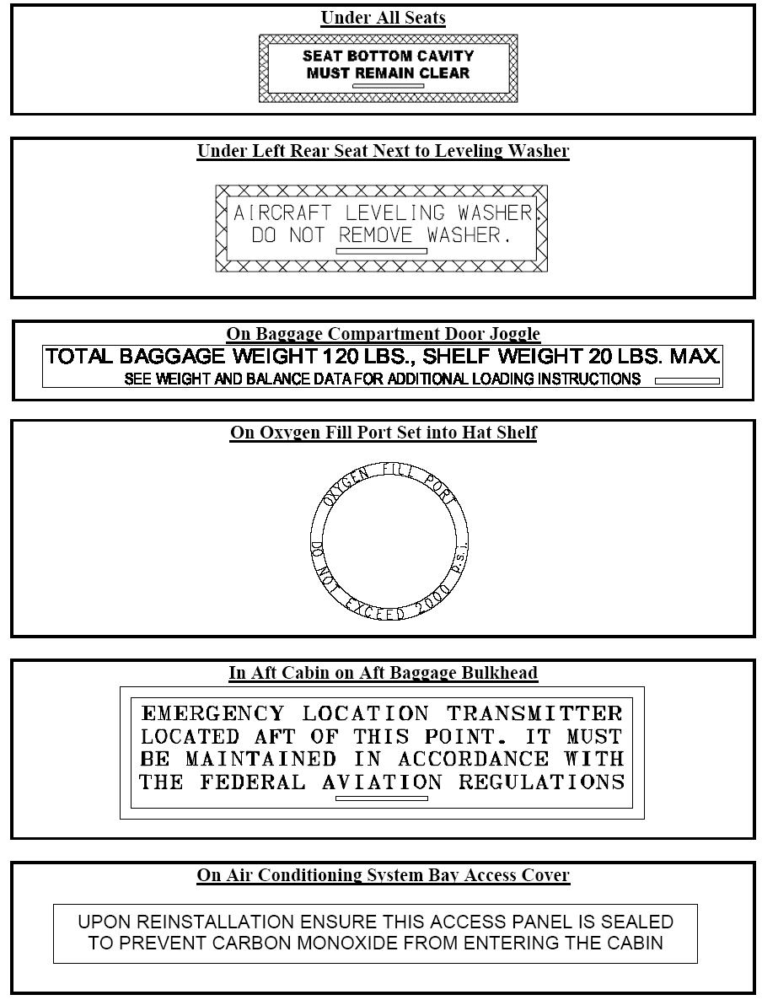 Under All Seats
SEAT BOTTOM CAVITY
MUST REMAIN CLEAR
Under Left Rear Seat Next to Leveling Washer
AIRCRAFT LEVELING WASHER.
DO NOT REMOVE WASHER.
On Baggage Compartment Door Joggle
TOTAL BAGGAGE WEIGHT 120 LBS., SHELF WEIGHT 20 LBS. MAX.
SEE WEIGHT AND BALANCE DATA FOR ADDITIONAL LOADING INSTRUCTIONS
On Oxygen Fill Port Set into Hat Shelf
OXYGEN FILL PORT
DO NOT EXCEED 2000 p.s.i.
In Aft Cabin on Aft Baggage Bulkhead
EMERGENCY LOCATION TRANSMITTER
LOCATED AFT OF THIS POINT. IT MUST
BE MAINTAINED IN ACCORDANCE WITH
THE FEDERAL AVIATION REGULATIONS
On Air Conditioning System Bay Access Cover
UPON REINSTALLATION ENSURE THIS ACCESS PANEL IS SEALED
TO PREVENT CARBON MONOXIDE FROM ENTERING THE CABIN